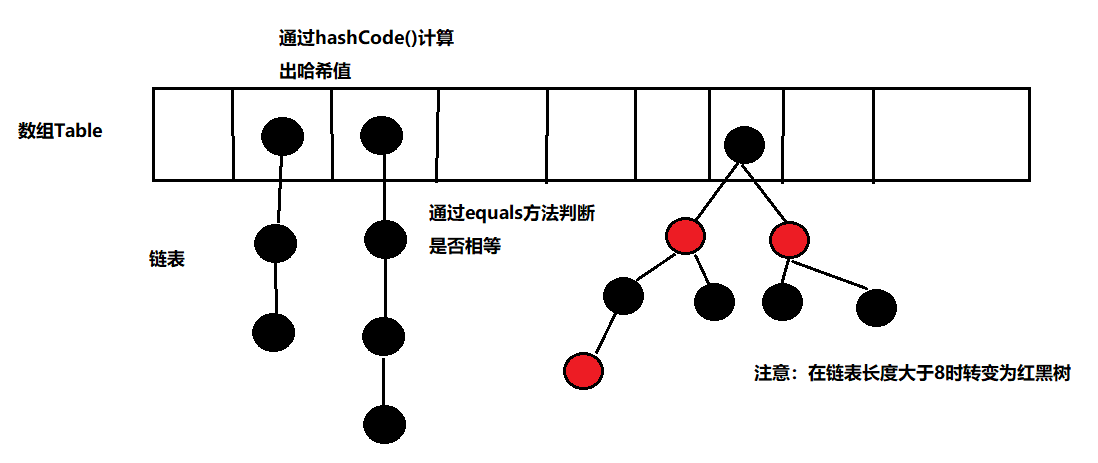 通过hashCode()计算
出哈希值
数组Table
通过equals方法判断
是否相等
链表
注意：在链表长度大于8时转变为红黑树